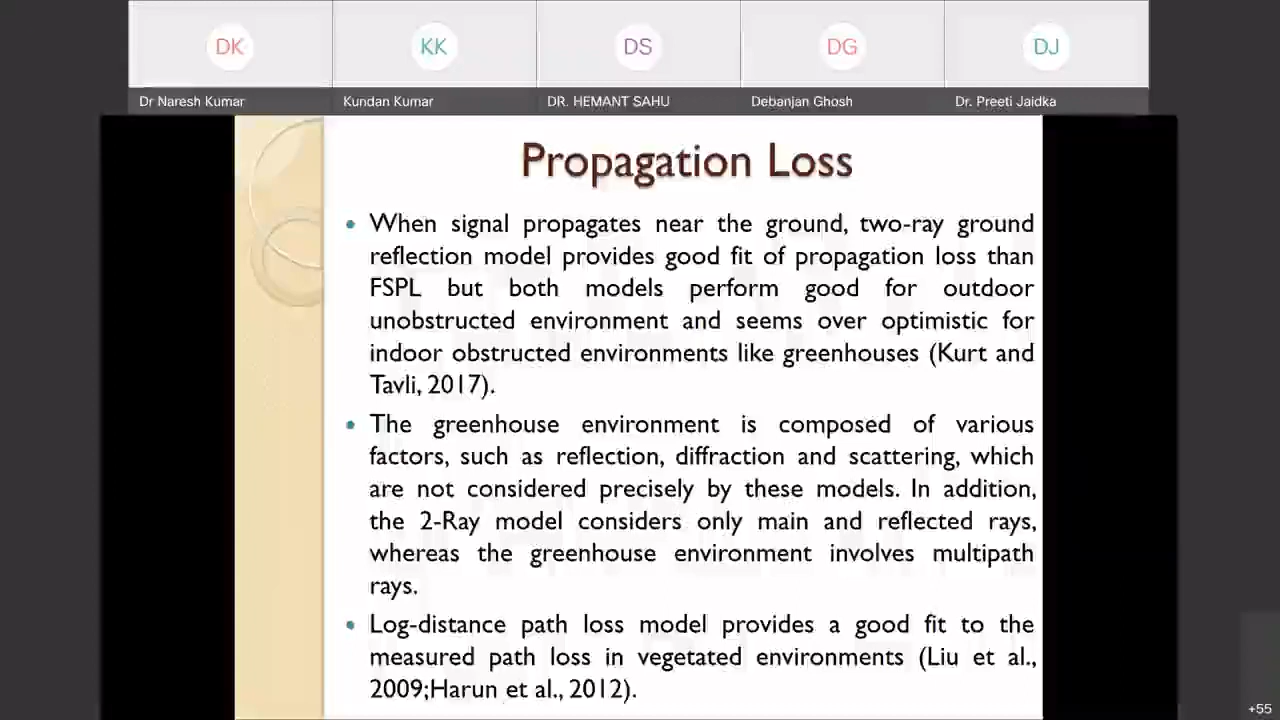 DK KK DS DG DJ
Dr Naresh Kumar Kundan Kumar DR. HEMANT SAHU Debanjan Ghosh Dr. Preeti Jaidka
Propagation Loss
• When signal propagates near the ground, two-ray ground
reflection model provides good fit of propagation loss than
FSPL but both models perform good for outdoor
unobstructed environment and seems over optimistic for
indoor obstructed environments like greenhouses (Kurt and
Tavli, 2017).
• The greenhouse environment is composed of various
factors, such as reflection, diffraction and scattering, which
are not considered precisely by these models. In addition,
the 2-Ray model considers only main and reflected rays,
whereas the greenhouse environment involves multipath
rays.
• Log-distance path loss model provides a good fit to the
measured path loss in vegetated environments (Liu et al.,
2009;Harun et al., 2012).
+55